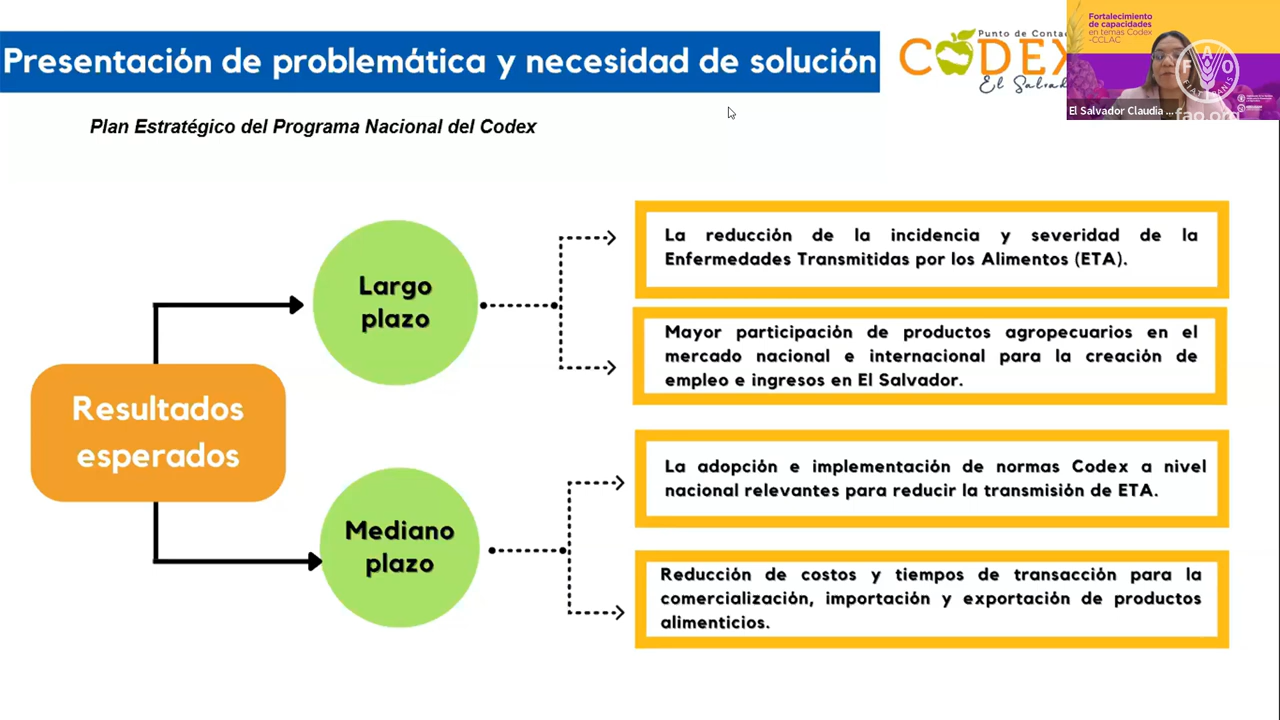 Presentación de problemática y necesidad de solución
Punto de Contac
CODEX
El Salvad
Fortalecimiento
de capacidades
en temas Codex
-CCLAC
FAO
FIAT PANIS
fao.org
El Salvador Claudia ...
Plan Estratégico del Programa Nacional del Codex
Resultados
esperados
Largo
plazo
La reducción de la incidencia y severidad de la
Enfermedades Transmitidas por los Alimentos (ETA).
Mayor participación de productos agropecuarios en el
mercado nacional e internacional para la creación de
empleo e ingresos en El Salvador.
Mediano
plazo
La adopción e implementación de normas Codex a nivel
nacional relevantes para reducir la transmisión de ETA.
Reducción de costos y tiempos de transacción para la
comercialización, importación y exportación de productos
alimenticios.